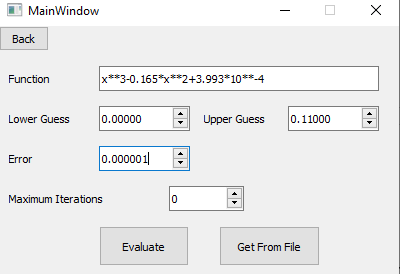 MainWindow
Back
Function x**3-0.165*x**2+3.993*10**-4
Lower Guess 0.00000 Upper Guess 0.11000
Error 0.000001
Maximum Iterations 0
Evaluate Get From File